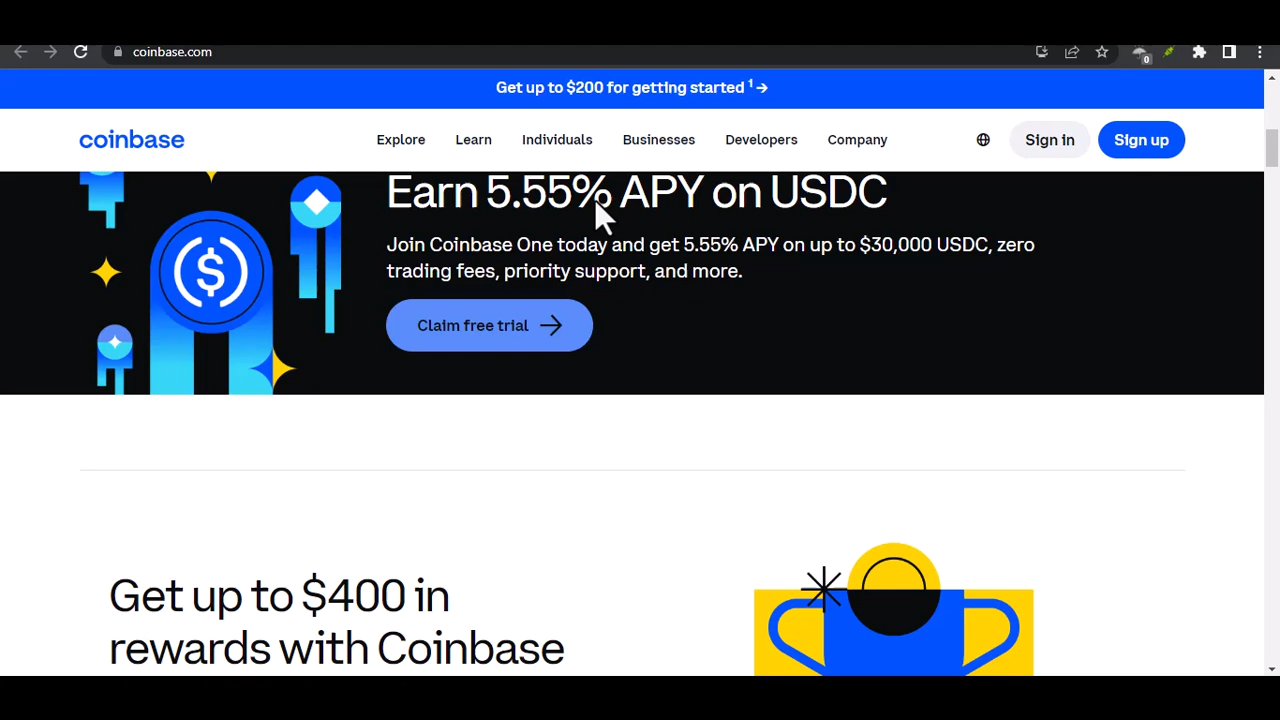 coinbase.com
0
Get up to $200 for getting started 1 →
coinbase
Explore
Learn
Individuals
Businesses
Developers
Company
Sign in
Sign up
Earn 5.55% APY on USDC
Join Coinbase One today and get 5.55% APY on up to $30,000 USDC, zero
trading fees, priority support, and more.
Claim free trial →
Get up to $400 in
rewards with Coinbase